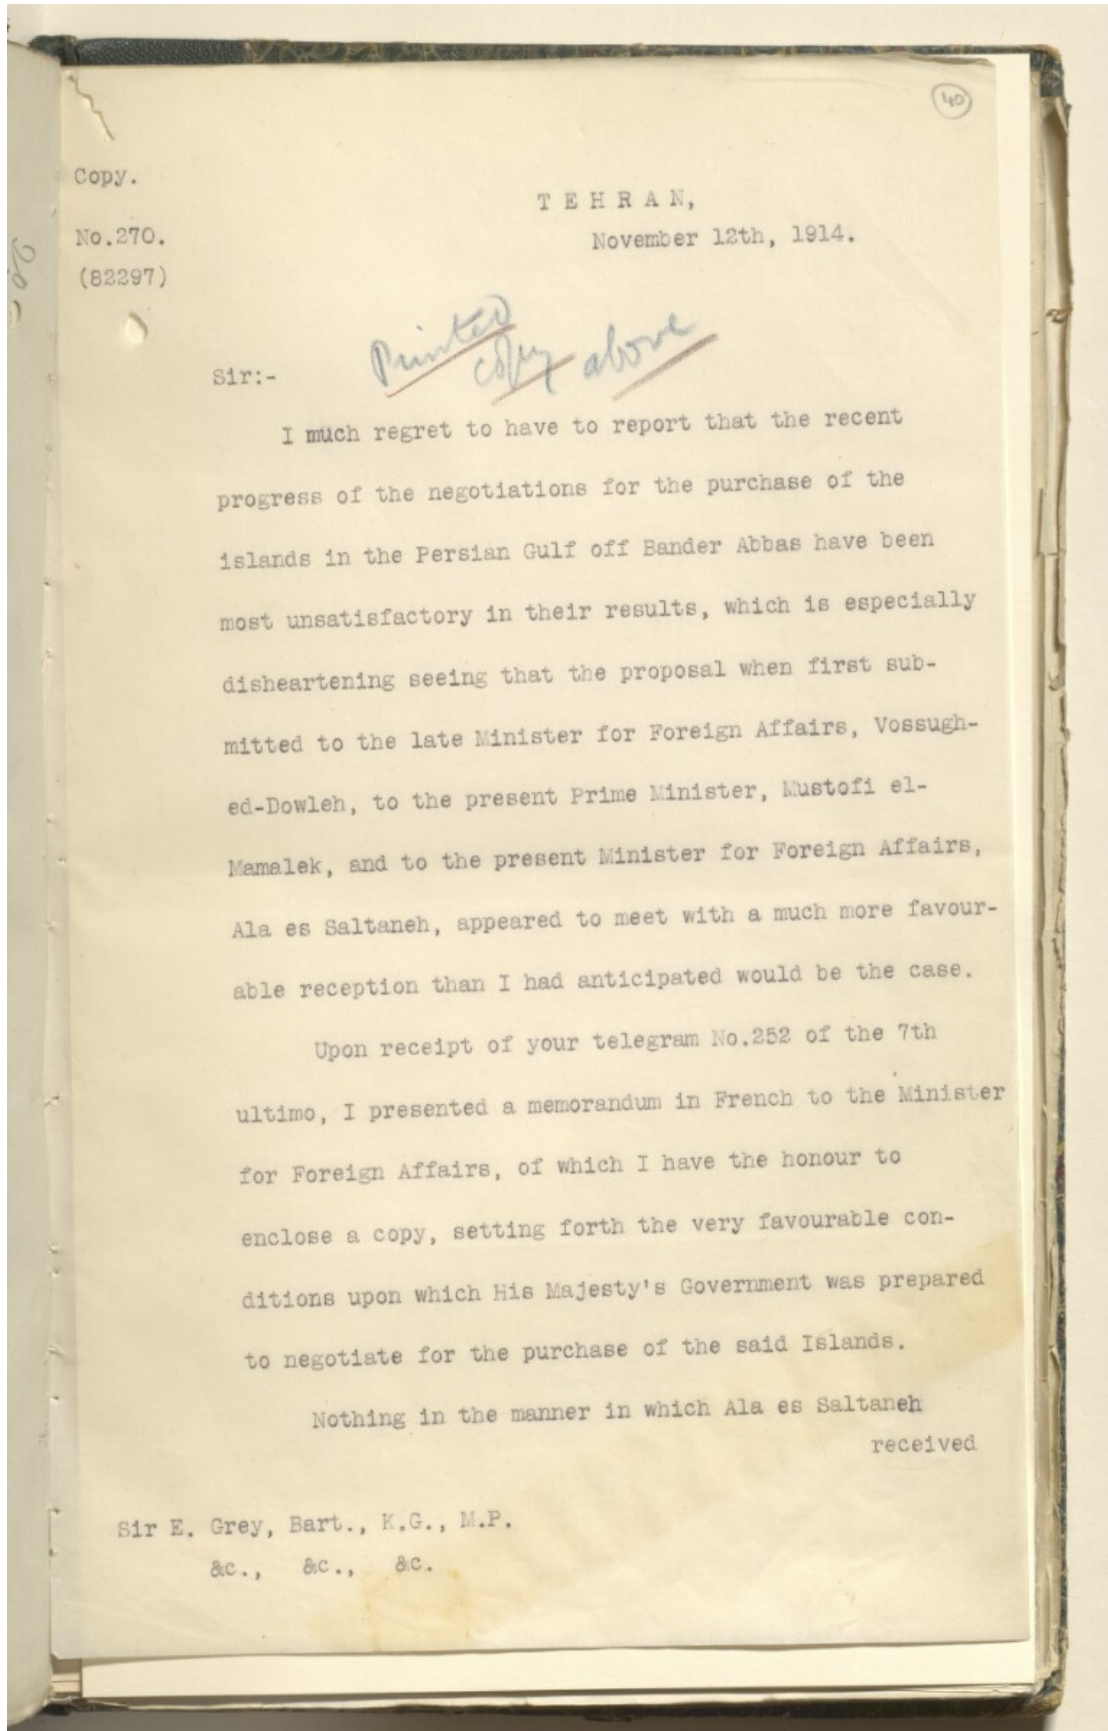 40
Copy.
TEHRAN,
No.270.
November 12th, 1914.
(82297)
Printed
copy above
Sir:-
I much regret to have to report that the recent
progress of the negotiations for the purchase of the
islands in the Persian Gulf off Bander Abbas have been
most unsatisfactory in their results, which is especially
disheartening seeing that the proposal when first sub-
mitted to the late Minister for Foreign Affairs, Vossugh-
ed-Dowleh, to the present Prime Minister, Mustofi el-
Mamalek, and to the present Minister for Foreign Affairs,
Ala es Saltaneh, appeared to meet with a much more favour-
able reception than I had anticipated would be the case.
Upon receipt of your telegram No.252 of the 7th
ultimo, I presented a memorandum in French to the Minister
for Foreign Affairs, of which I have the honour to
enclose a copy, setting forth the very favourable con-
ditions upon which His Majesty's Government was prepared
to negotiate for the purchase of the said Islands.
Nothing in the manner in which Ala es Saltaneh
received
Sir E. Grey, Bart., K.G., M.P.
&c., &c., &c.